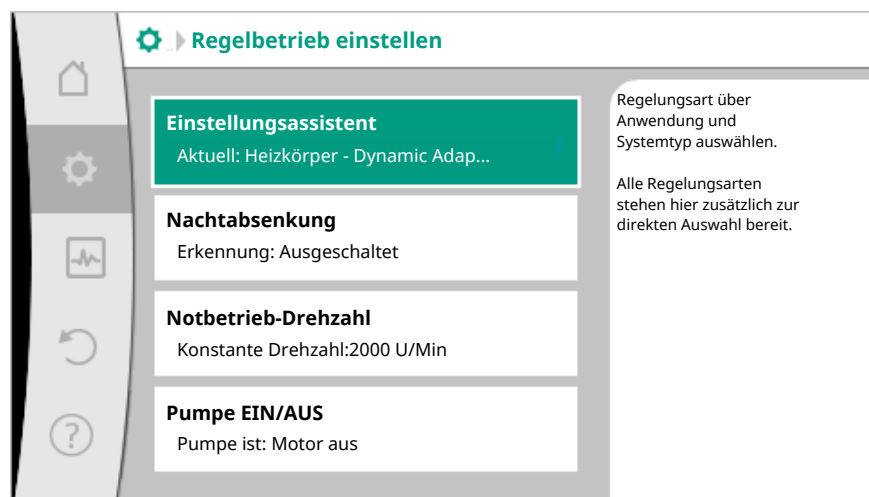 Regelbetrieb einstellen
Einstellungsassistent
Aktuell: Heizkörper - Dynamic Adap...
Nachtabsenkung
Erkennung: Ausgeschaltet
Notbetrieb-Drehzahl
Konstante Drehzahl:2000 U/Min
Pumpe EIN/AUS
Pumpe ist: Motor aus
Regelungsart über
Anwendung und
Systemtyp auswählen.
Alle Regelungsarten
stehen hier zusätzlich zur
direkten Auswahl bereit.
?